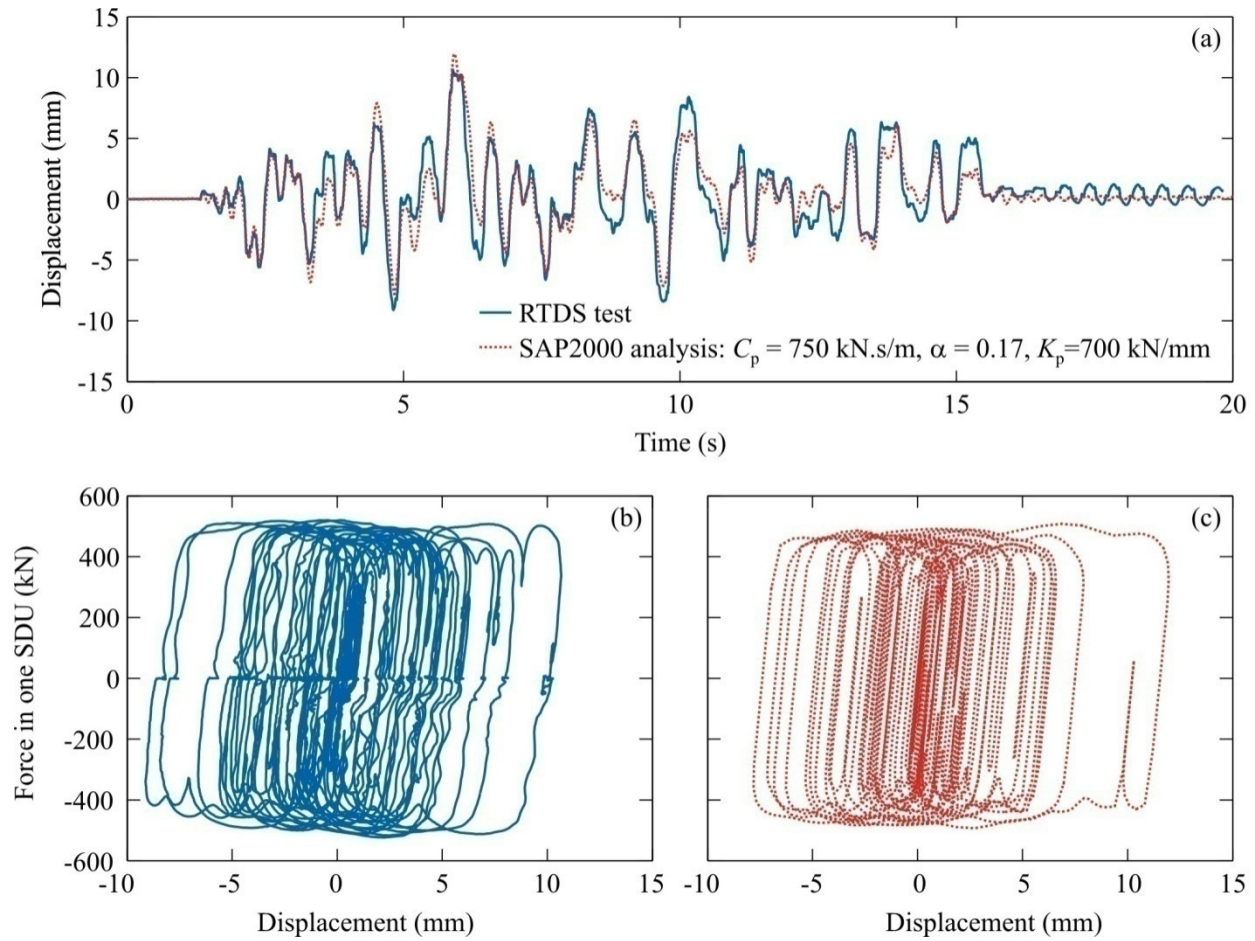 15
10
5
0
-5
-10
-15
Displacement (mm)
(a)
RTDS test
SAP2000 analysis: Cp = 750 kN.s/m, α = 0.17, Kp=700 kN/mm
0 5 10 15 20
Time (s)
600
400
200
0
-200
-400
-600
Force in one SDU (kN)
(b)
-10 -5 0 5 10 15
Displacement (mm)
(c)
-10 -5 0 5 10 15
Displacement (mm)